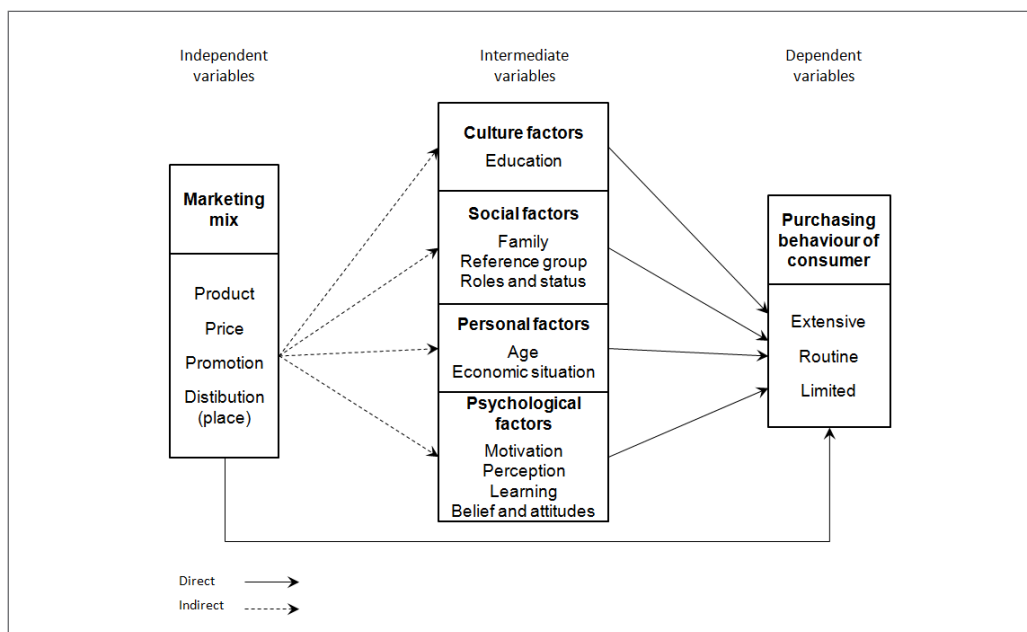 Independent
variables
Intermediate
variables
Dependent
variables
Marketing
mix
Product
Price
Promotion
Distibution
(place)
Culture factors
Education
Social factors
Family
Reference group
Roles and status
Personal factors
Age
Economic situation
Psychological
factors
Motivation
Perception
Learning
Belief and attitudes
Purchasing
behaviour of
consumer
Extensive
Routine
Limited
Direct
Indirect